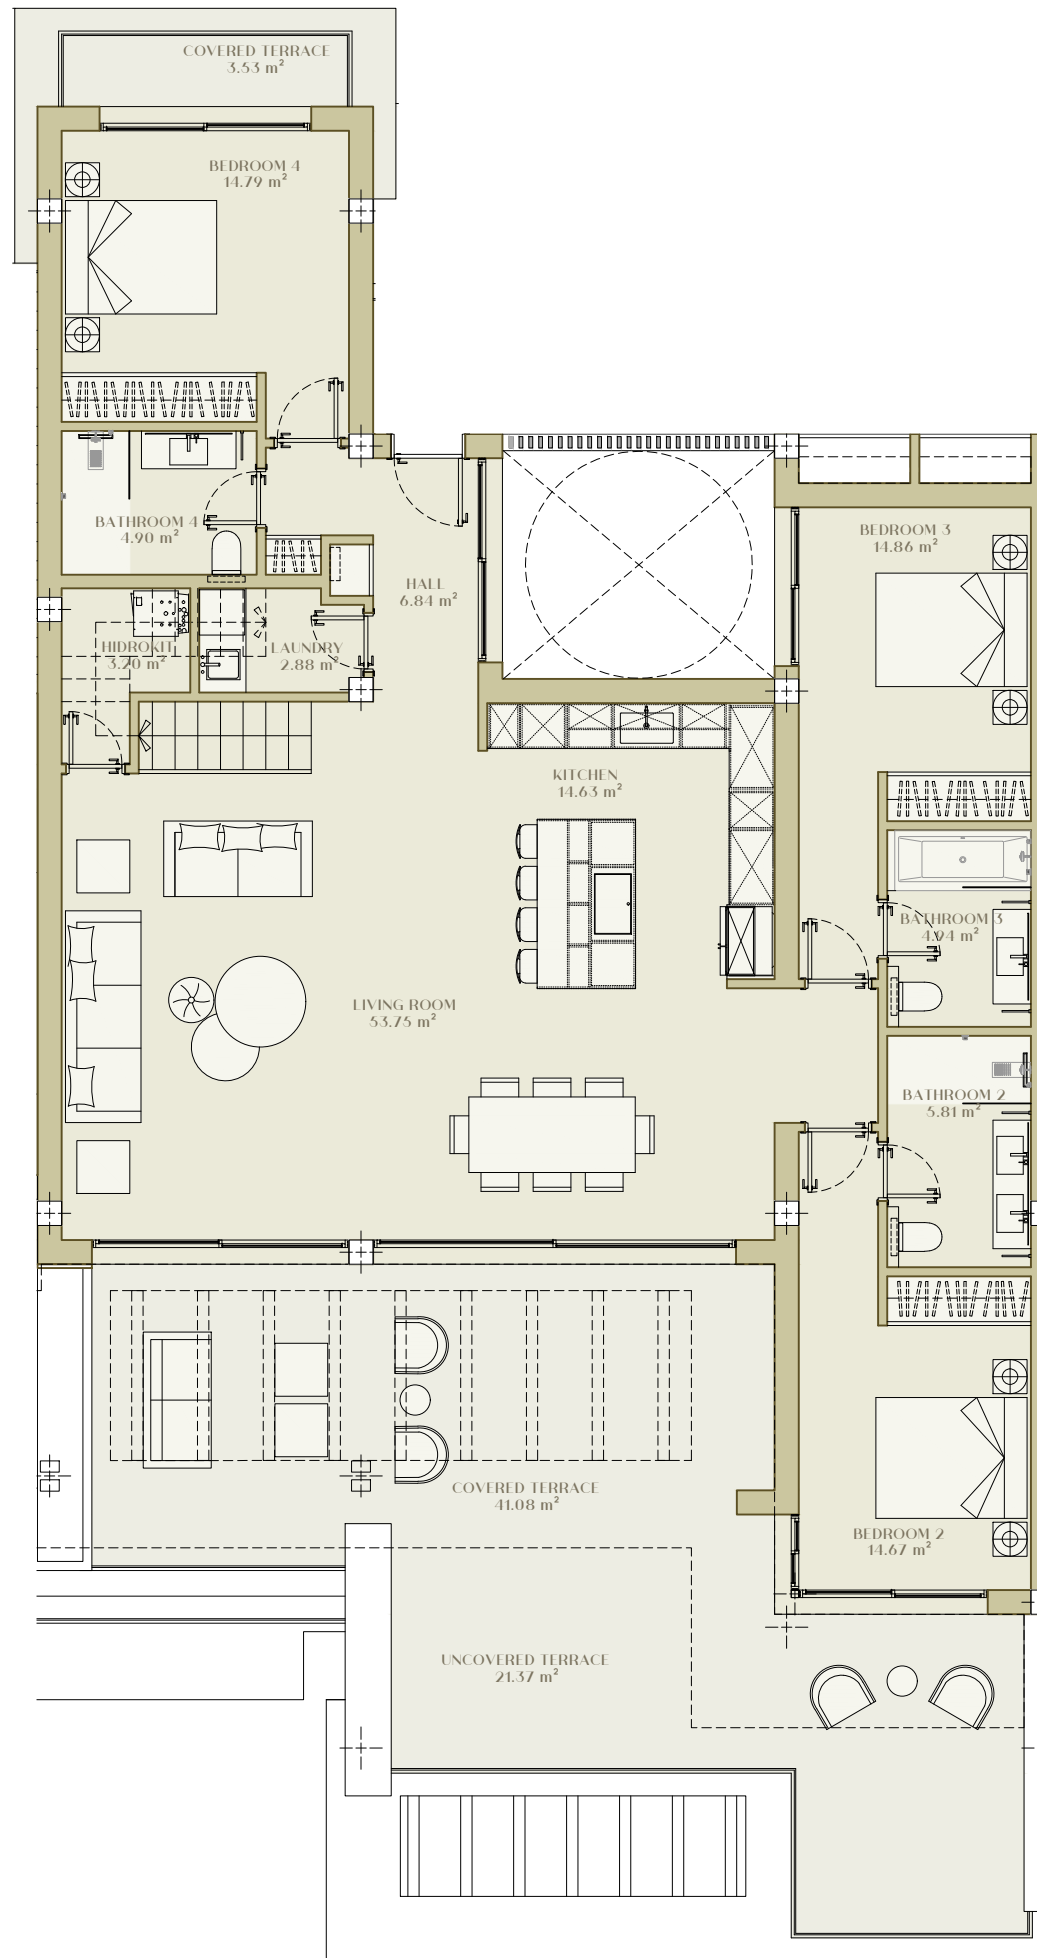 COVERED TERRACE
3.53 m²
BEDROOM 4
14.79 m²
BATHROOM 4
4.90 m²
BEDROOM 3
14.86 m²
HALL
6.84 m²
HIDROKIT
3.20 m²
LAUNDRY
2.88 m²
KITCHEN
14.63 m²
BATHROOM 3
4.94 m²
LIVING ROOM
53.75 m²
BATHROOM 2
5.81 m²
COVERED TERRACE
41.08 m²
BEDROOM 2
14.67 m²
UNCOVERED TERRACE
21.37 m²